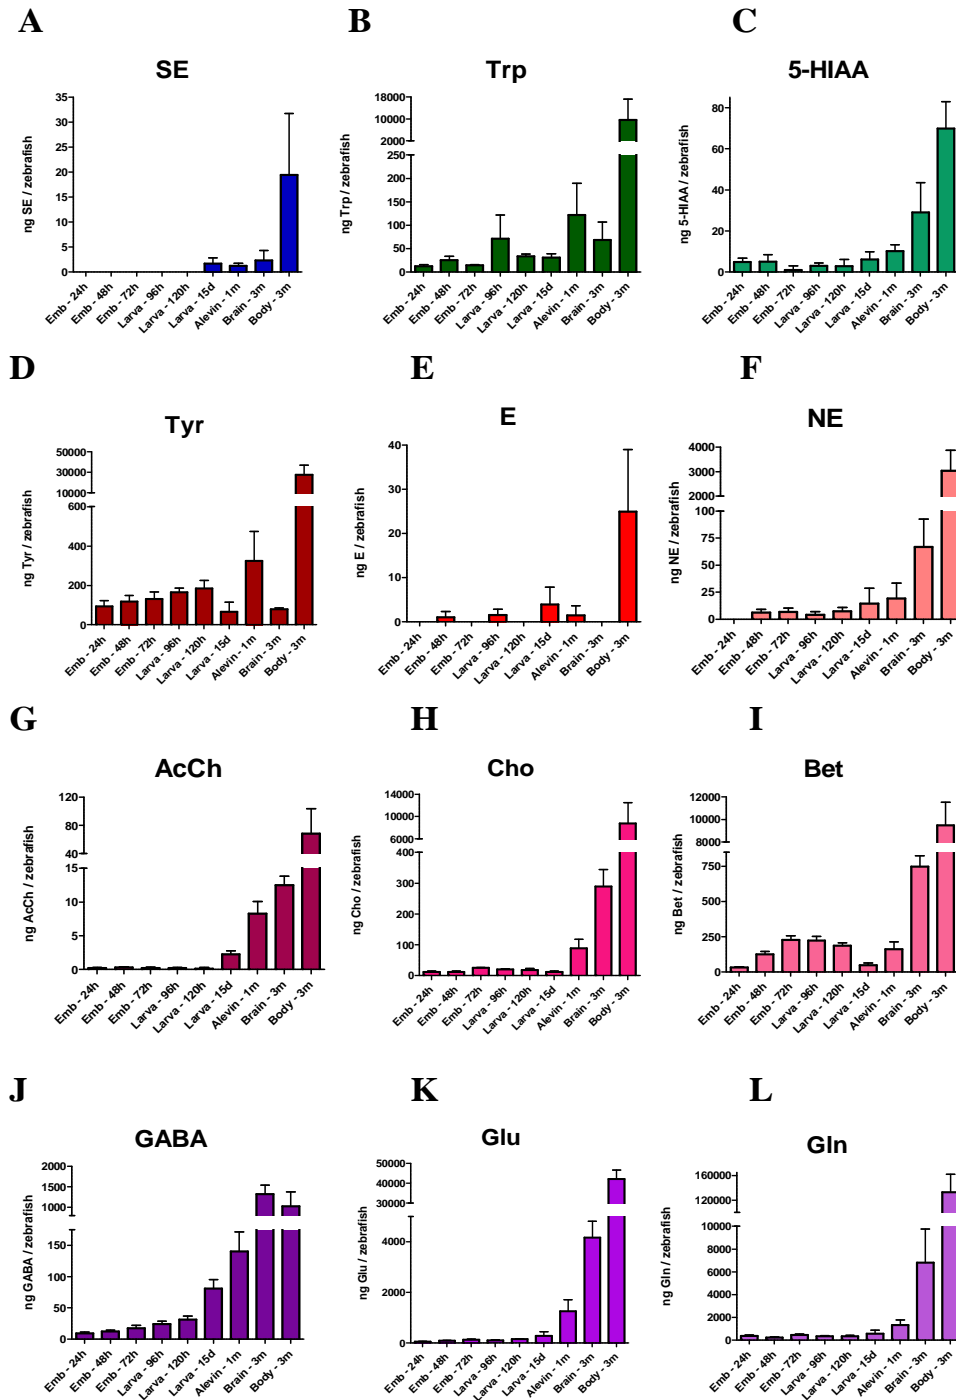 A B C
SE Trp 5-HIAA
ng SE / zebrafish
35
30
25
20
15
10
5
0
Emb - 24h
Emb - 48h
Emb - 72h
Larva - 96h
Larva - 120h
Larva - 15d
Alevin - 1m
Brain - 3m
Body - 3m
ng Trp / zebrafish
18000
10000
2000
250
200
150
100
50
0
Emb - 24h
Emb - 48h
Emb - 72h
Larva - 96h
Larva - 120h
Larva - 15d
Alevin - 1m
Brain - 3m
Body - 3m
ng 5-HIAA / zebrafish
80
60
40
20
0
Emb - 24h
Emb - 48h
Emb - 72h
Larva - 96h
Larva - 120h
Larva - 15d
Alevin - 1m
Brain - 3m
Body - 3m
D E F
Tyr E NE
ng Tyr / zebrafish
50000
30000
10000
600
400
200
0
Emb - 24h
Emb - 48h
Emb - 72h
Larva - 96h
Larva - 120h
Larva - 15d
Alevin - 1m
Brain - 3m
Body - 3m
ng E / zebrafish
40
30
20
10
0
Emb - 24h
Emb - 48h
Emb - 72h
Larva - 96h
Larva - 120h
Larva - 15d
Alevin - 1m
Brain - 3m
Body - 3m
ng NE / zebrafish
4000
3000
2000
100
75
50
25
0
Emb - 24h
Emb - 48h
Emb - 72h
Larva - 96h
Larva - 120h
Larva - 15d
Alevin - 1m
Brain - 3m
Body - 3m
G H I
AcCh Cho Bet
ng AcCh / zebrafish
120
80
40
15
10
5
0
Emb - 24h
Emb - 48h
Emb - 72h
Larva - 96h
Larva - 120h
Larva - 15d
Alevin - 1m
Brain - 3m
Body - 3m
ng Cho / zebrafish
14000
10000
6000
400
300
200
100
0
Emb - 24h
Emb - 48h
Emb - 72h
Larva - 96h
Larva - 120h
Larva - 15d
Alevin - 1m
Brain - 3m
Body - 3m
ng Bet / zebrafish
12000
10000
8000
750
500
250
0
Emb - 24h
Emb - 48h
Emb - 72h
Larva - 96h
Larva - 120h
Larva - 15d
Alevin - 1m
Brain - 3m
Body - 3m
J K L
GABA Glu Gln
ng GABA / zebrafish
2000
1500
1000
150
100
50
0
Emb - 24h
Emb - 48h
Emb - 72h
Larva - 96h
Larva - 120h
Larva - 15d
Alevin - 1m
Brain - 3m
Body - 3m
ng Glu / zebrafish
50000
40000
30000
4000
2000
0
Emb - 24h
Emb - 48h
Emb - 72h
Larva - 96h
Larva - 120h
Larva - 15d
Alevin - 1m
Brain - 3m
Body - 3m
ng Gln / zebrafish
160000
120000
10000
8000
6000
4000
2000
0
Emb - 24h
Emb - 48h
Emb - 72h
Larva - 96h
Larva - 120h
Larva - 15d
Alevin - 1m
Brain - 3m
Body - 3m